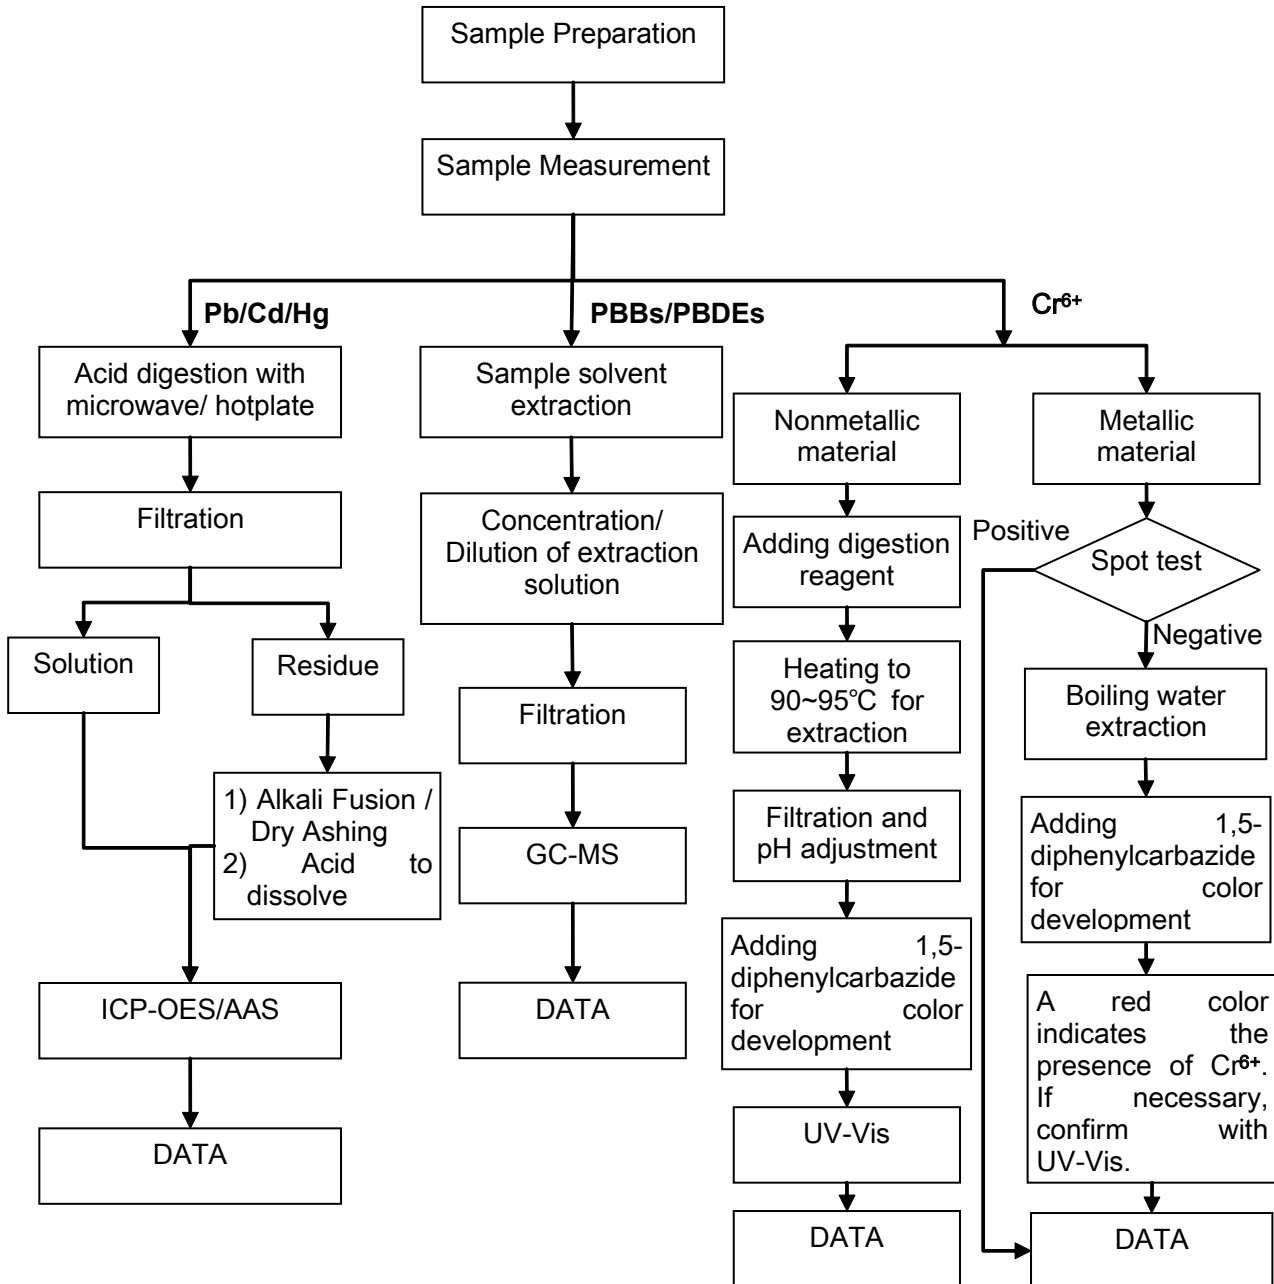 Sample Preparation
Sample Measurement
Pb/Cd/Hg
Acid digestion with
microwave/ hotplate
Filtration
Solution
Residue
1) Alkali Fusion /
Dry Ashing
2) Acid to
dissolve
ICP-OES/AAS
DATA
PBBs/PBDEs
Sample solvent
extraction
Concentration/
Dilution of extraction
solution
Filtration
GC-MS
DATA
Cr⁶⁺
Nonmetallic
material
Adding digestion
reagent
Heating to
90~95℃ for
extraction
Filtration and
pH adjustment
Adding 1,5-
diphenylcarbazide
for color
development
UV-Vis
DATA
Metallic
material
Spot test
Positive
Negative
Boiling water
extraction
Adding 1,5-
diphenylcarbazide
for color
development
A red color
indicates the
presence of Cr⁶⁺.
If necessary,
confirm with
UV-Vis.
DATA